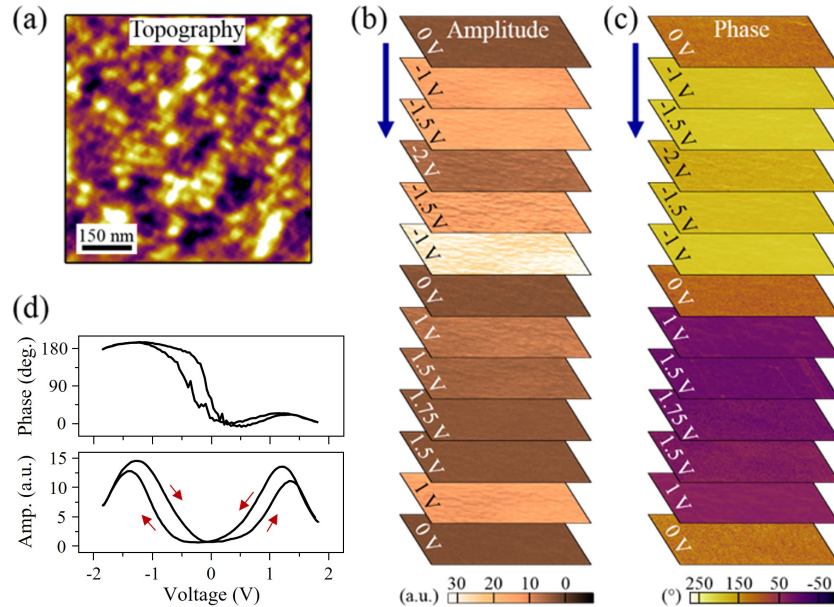 (a)
Topography
150 nm
(b)
Amplitude
0 V
-1 V
-1.5 V
-2 V
-1.5 V
-1 V
0 V
1 V
1.5 V
1.75 V
1.5 V
1 V
0 V
(a.u.)
30 20 10 0
(c)
Phase
0 V
-1 V
-1.5 V
-2 V
-1.5 V
-1 V
0 V
1 V
1.5 V
1.75 V
1.5 V
1 V
0 V
(°)
250 150 50 -50
(d)
Phase (deg.)
180
90
0
Amp. (a.u.)
15
10
5
0
-2 -1 0 1 2
Voltage (V)